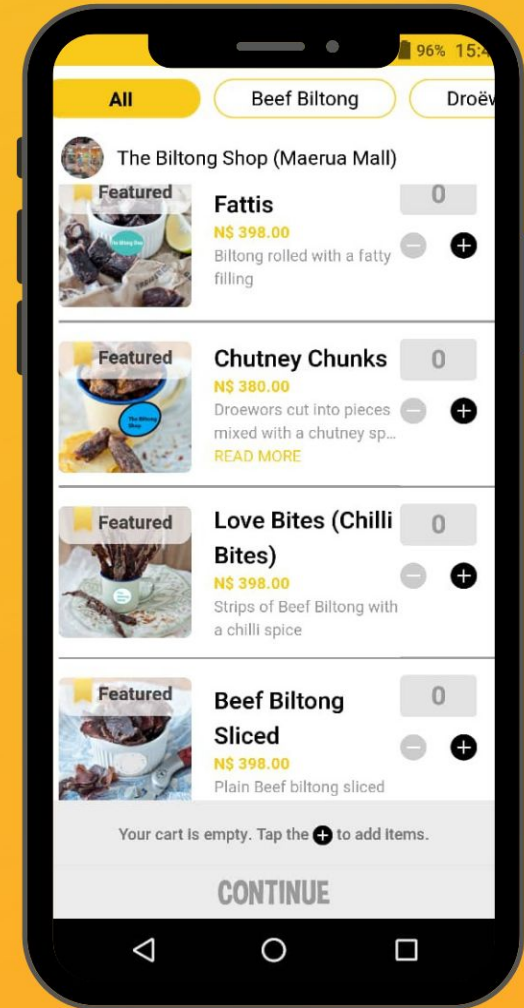 96% 15:4
All Beef Biltong Droëv
The Biltong Shop (Maerua Mall)
Featured
Fattis
0
N$ 398.00
Biltong rolled with a fatty
filling
Featured
Chutney Chunks
0
N$ 380.00
Droewors cut into pieces
mixed with a chutney sp...
READ MORE
The Biltong
Shop
Featured
Love Bites (Chilli
Bites)
0
N$ 398.00
Strips of Beef Biltong with
a chilli spice
Featured
Beef Biltong
Sliced
0
N$ 398.00
Plain Beef biltong sliced
Your cart is empty. Tap the + to add items.
CONTINUE